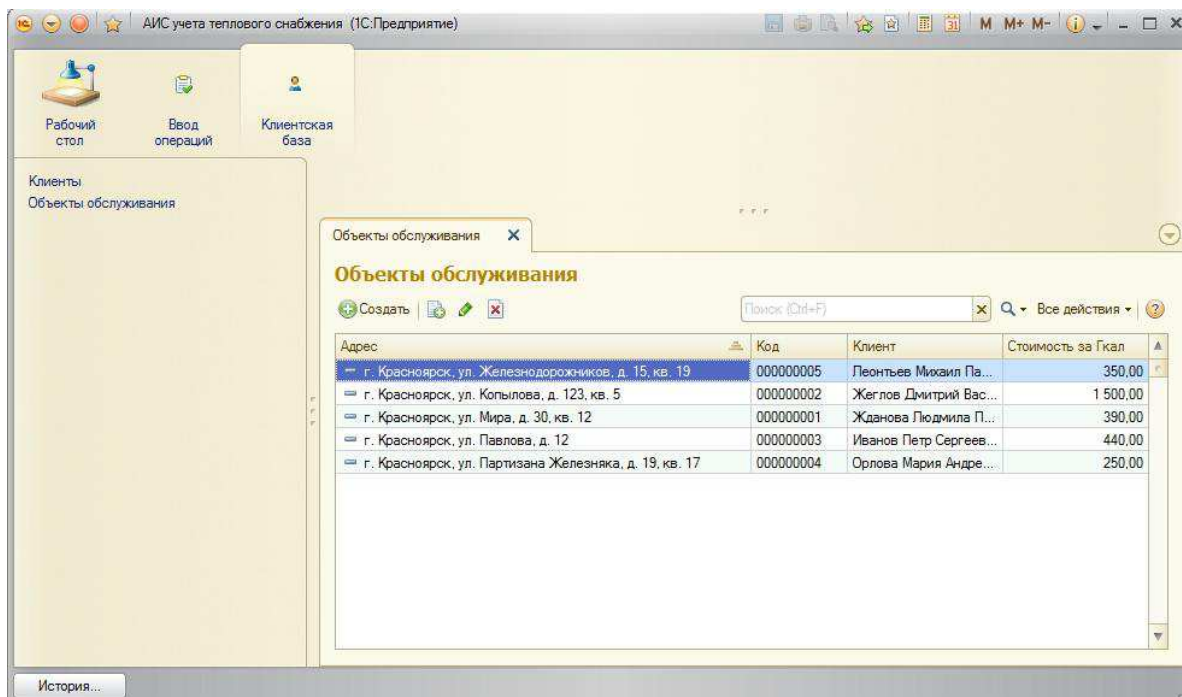 АИС учета теплового снабжения (1С:Предприятие)
M M+ M-
Рабочий
стол
Ввод
операций
Клиентская
база
Клиенты
Объекты обслуживания
Объекты обслуживания
Объекты обслуживания
Создать
Поиск (Ctrl+F)
Все действия
Адрес Код Клиент Стоимость за Гкал
г. Красноярск, ул. Железнодорожников, д. 15, кв. 19 000000005 Леонтьев Михаил Па... 350,00
г. Красноярск, ул. Копылова, д. 123, кв. 5 000000002 Жеглов Дмитрий Вас... 1 500,00
г. Красноярск, ул. Мира, д. 30, кв. 12 000000001 Жданова Людмила П... 390,00
г. Красноярск, ул. Павлова, д. 12 000000003 Иванов Петр Сергеев... 440,00
г. Красноярск, ул. Партизана Железняка, д. 19, кв. 17 000000004 Орлова Мария Андре... 250,00
История...